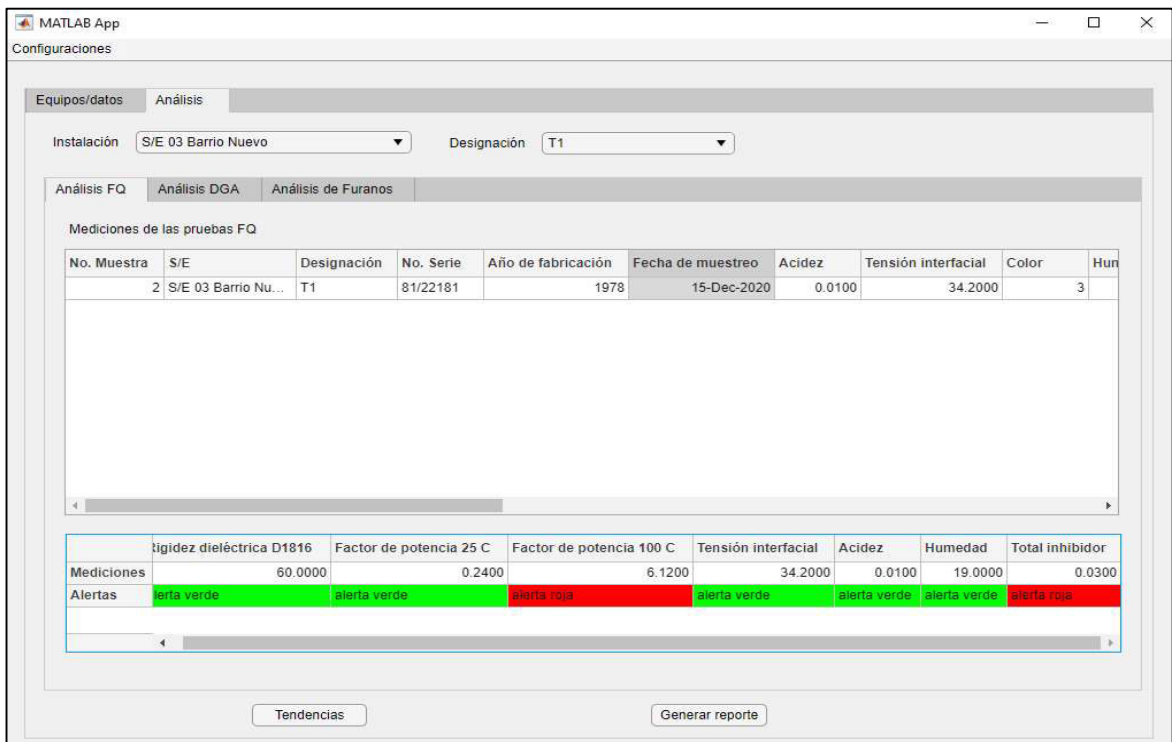 MATLAB App
Configuraciones
Equipos/datos Análisis
Instalación S/E 03 Barrio Nuevo Designación T1
Análisis FQ Análisis DGA Análisis de Furanos
Mediciones de las pruebas FQ
No. Muestra S/E Designación No. Serie Año de fabricación Fecha de muestreo Acidez Tensión interfacial Color Hun
2 S/E 03 Barrio Nu... T1 81/22181 1978 15-Dec-2020 0.0100 34.2000 3
tigidez dieléctrica D1816 Factor de potencia 25 C Factor de potencia 100 C Tensión interfacial Acidez Humedad Total inhibidor
Mediciones 60.0000 0.2400 6.1200 34.2000 0.0100 19.0000 0.0300
Alertas lerta verde alerta verde alerta roja alerta verde alerta verde alerta verde alerta roja
Tendencias Generar reporte